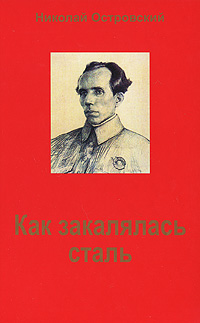 Николай Островский
Как закалялась
сталь